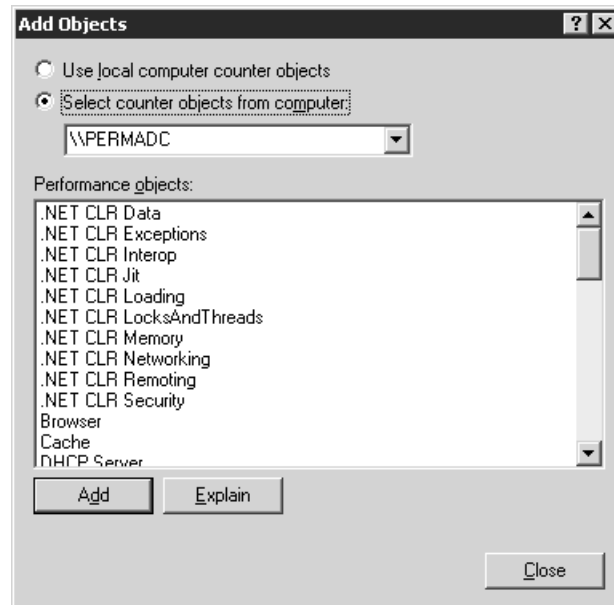 Add Objects
Use local computer counter objects
Select counter objects from computer:
\\PERMADC
Performance objects:
.NET CLR Data
.NET CLR Exceptions
.NET CLR Interop
.NET CLR Jit
.NET CLR Loading
.NET CLR LocksAndThreads
.NET CLR Memory
.NET CLR Networking
.NET CLR Remoting
.NET CLR Security
Browser
Cache
DHCP Server
Add Explain
Close